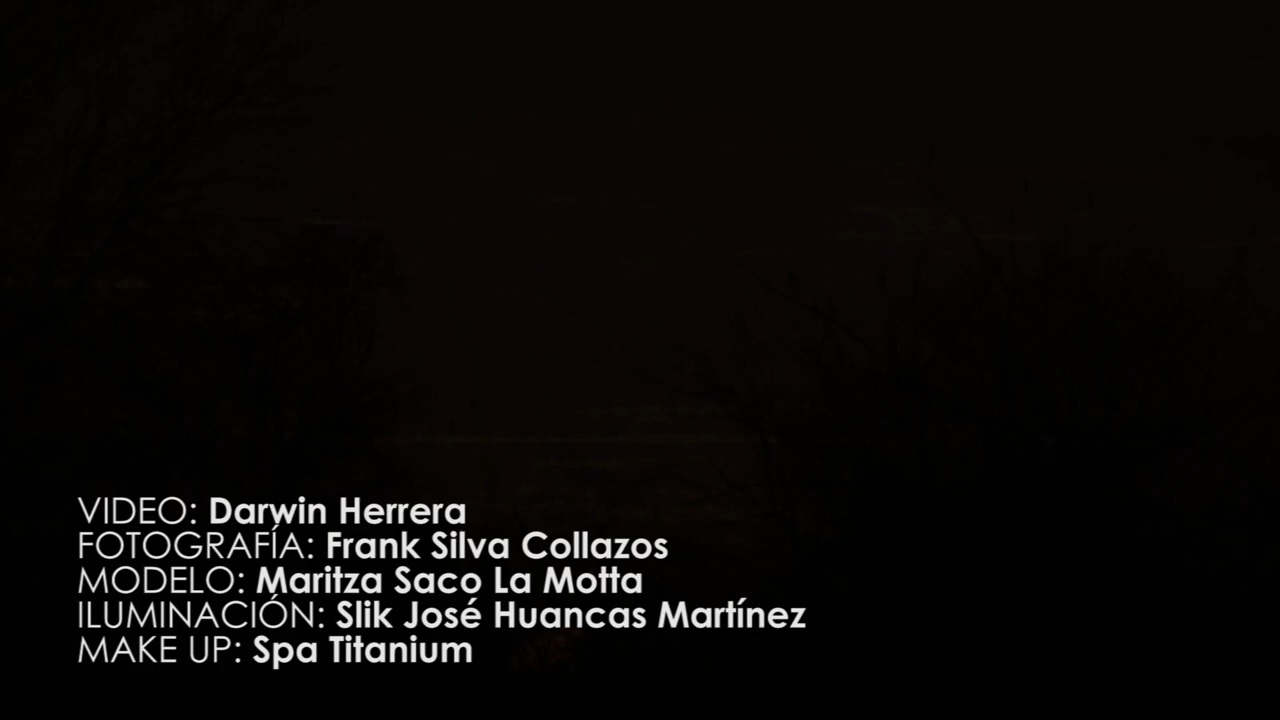 VIDEO: Darwin Herrera
FOTOGRAFÍA: Frank Silva Collazos
MODELO: Maritza Saco La Motta
ILUMINACIÓN: Slik José Huancas Martínez
MAKE UP: Spa Titanium